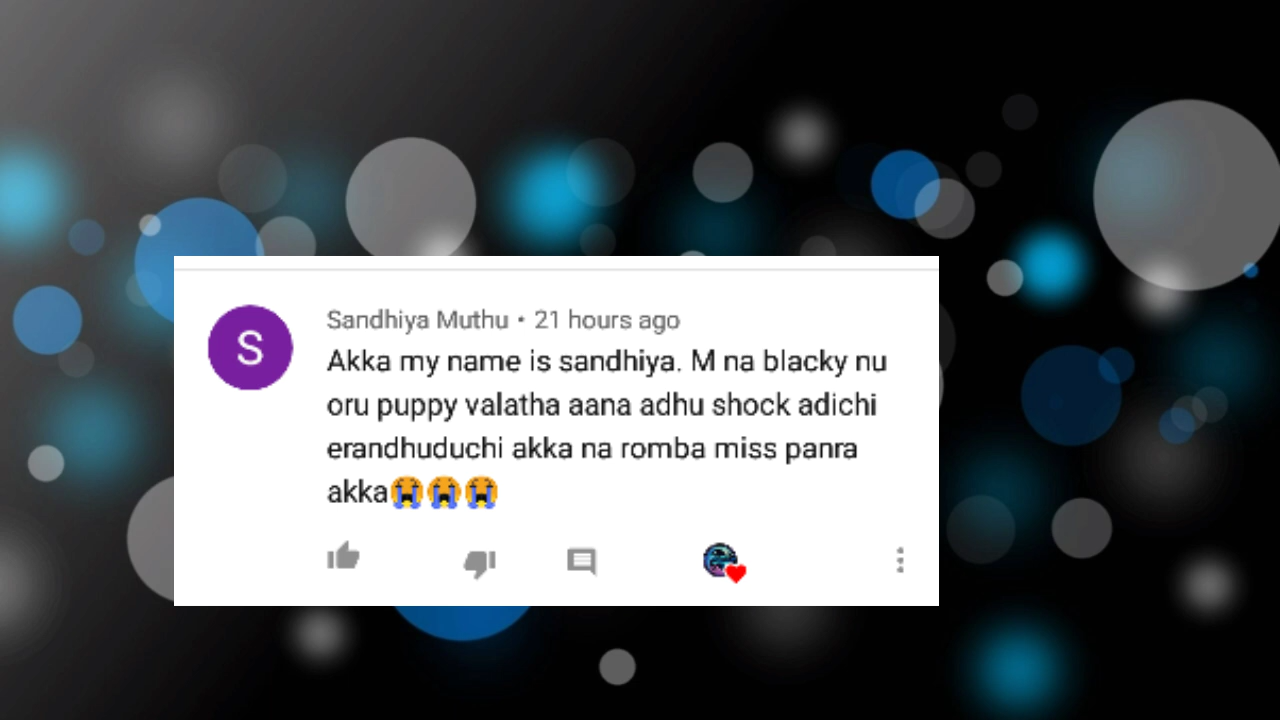 Sandhiya Muthu • 21 hours ago
Akka my name is sandhiya. M na blacky nu
oru puppy valatha aana adhu shock adichi
erandhuduchi akka na romba miss panra
akka😭😭😭
S